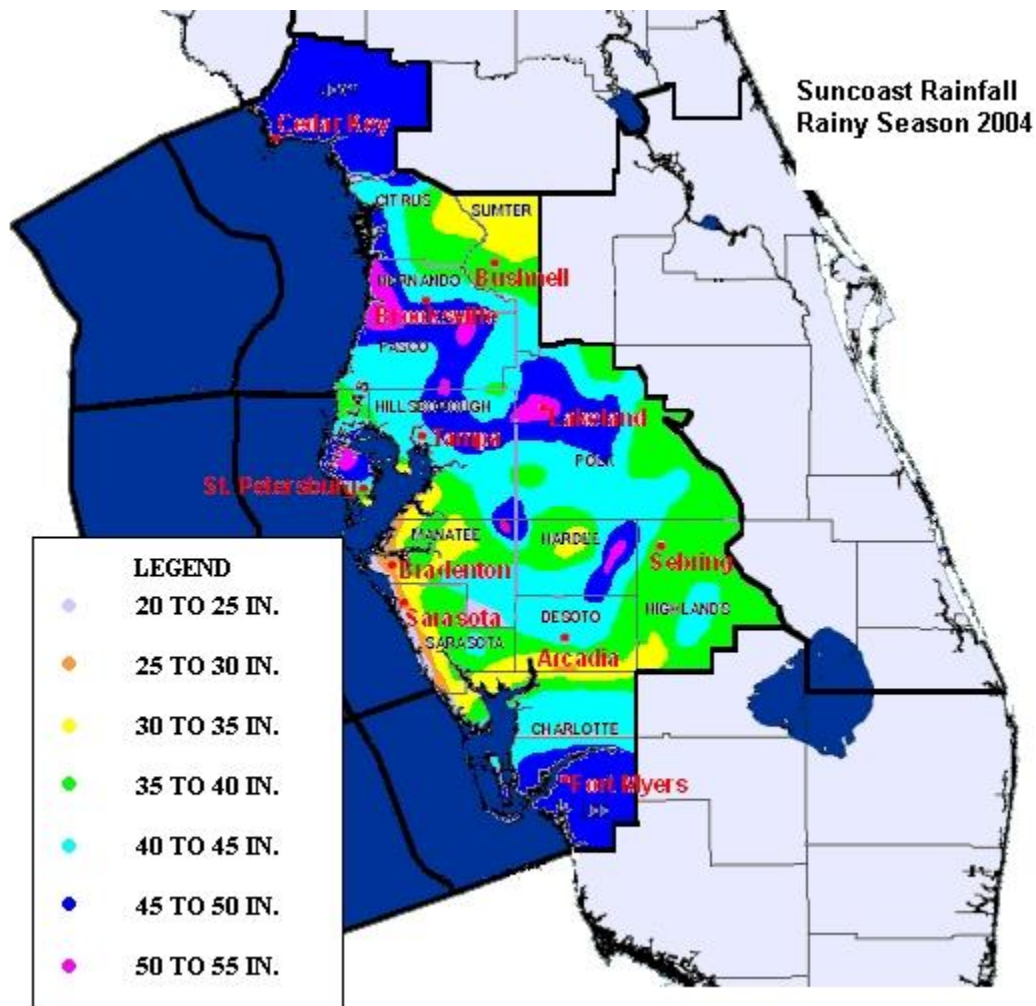 Suncoast Rainfall
Rainy Season 2004
Cedar Key
CITRUS
SUMTER
Bushnell
HERNANDO
Brooksville
PASCO
HILLSBOROUGH
Lakeland
Tampa
POLK
St. Petersburg
MANATEE
HARDEE
Bradenton
Sebring
Sarasota
DESOTO
HIGHLANDS
SARASOTA
Arcadia
CHARLOTTE
Fort Myers
LEGEND
20 TO 25 IN.
25 TO 30 IN.
30 TO 35 IN.
35 TO 40 IN.
40 TO 45 IN.
45 TO 50 IN.
50 TO 55 IN.